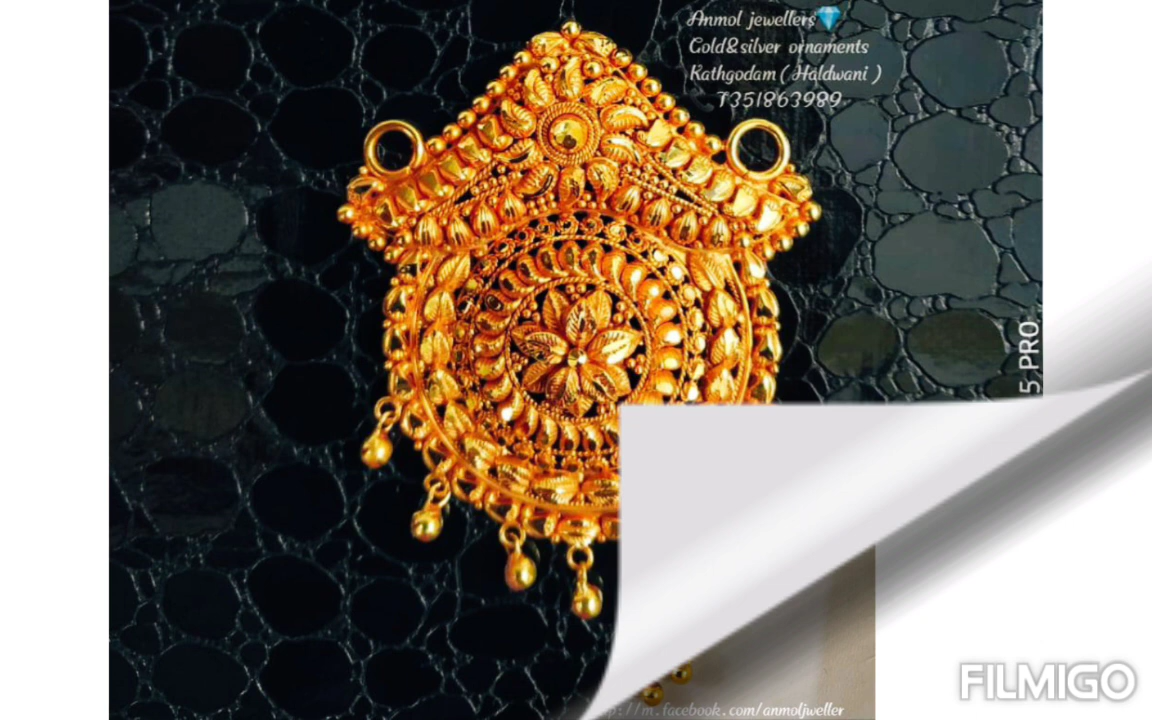 Anmol jewellers💎
Gold&silver ornaments
Kathgodam ( Haldwani )
7351863989
5 PRO
p://m.facebook.com/anmoljweller
FILMIGO